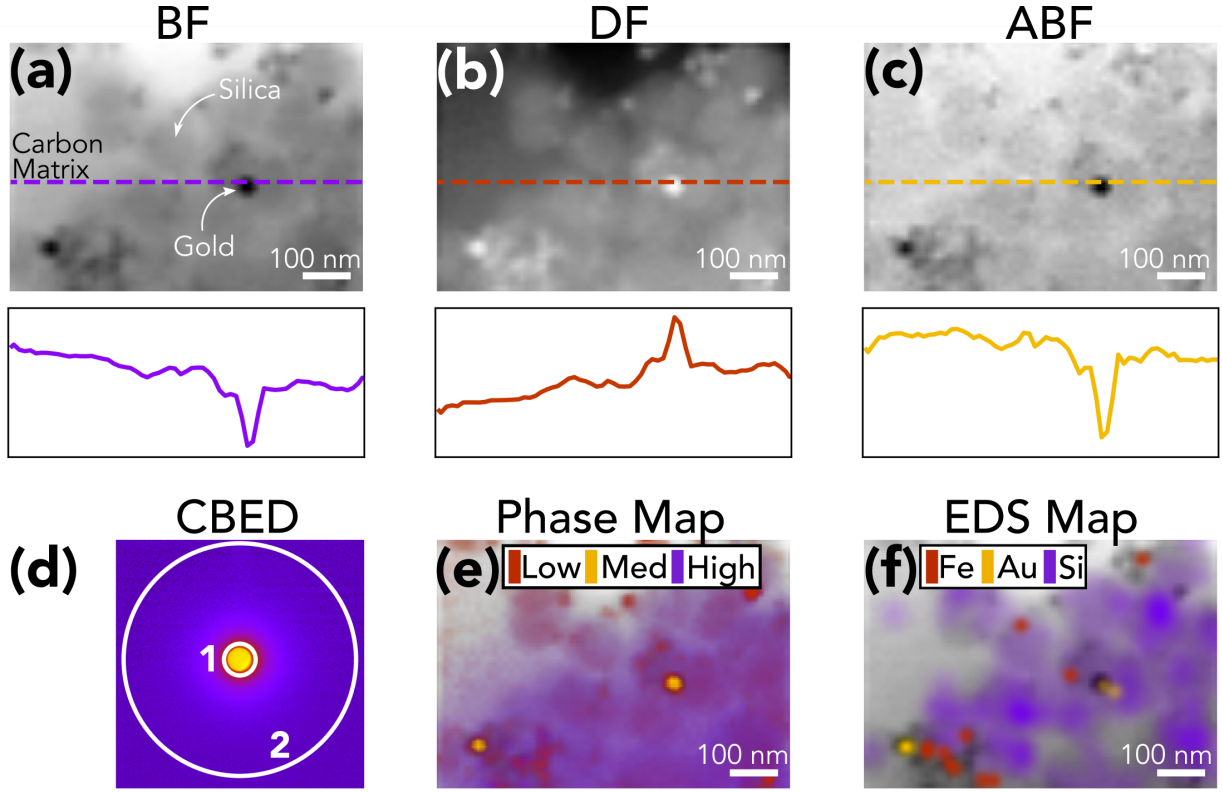 BF
DF
ABF
(a)
(b)
(c)
Silica
Carbon
Matrix
Gold
100 nm
100 nm
100 nm
CBED
Phase Map
EDS Map
(d)
(e)
Low Med High
(f)
Fe Au Si
1
2
100 nm
100 nm